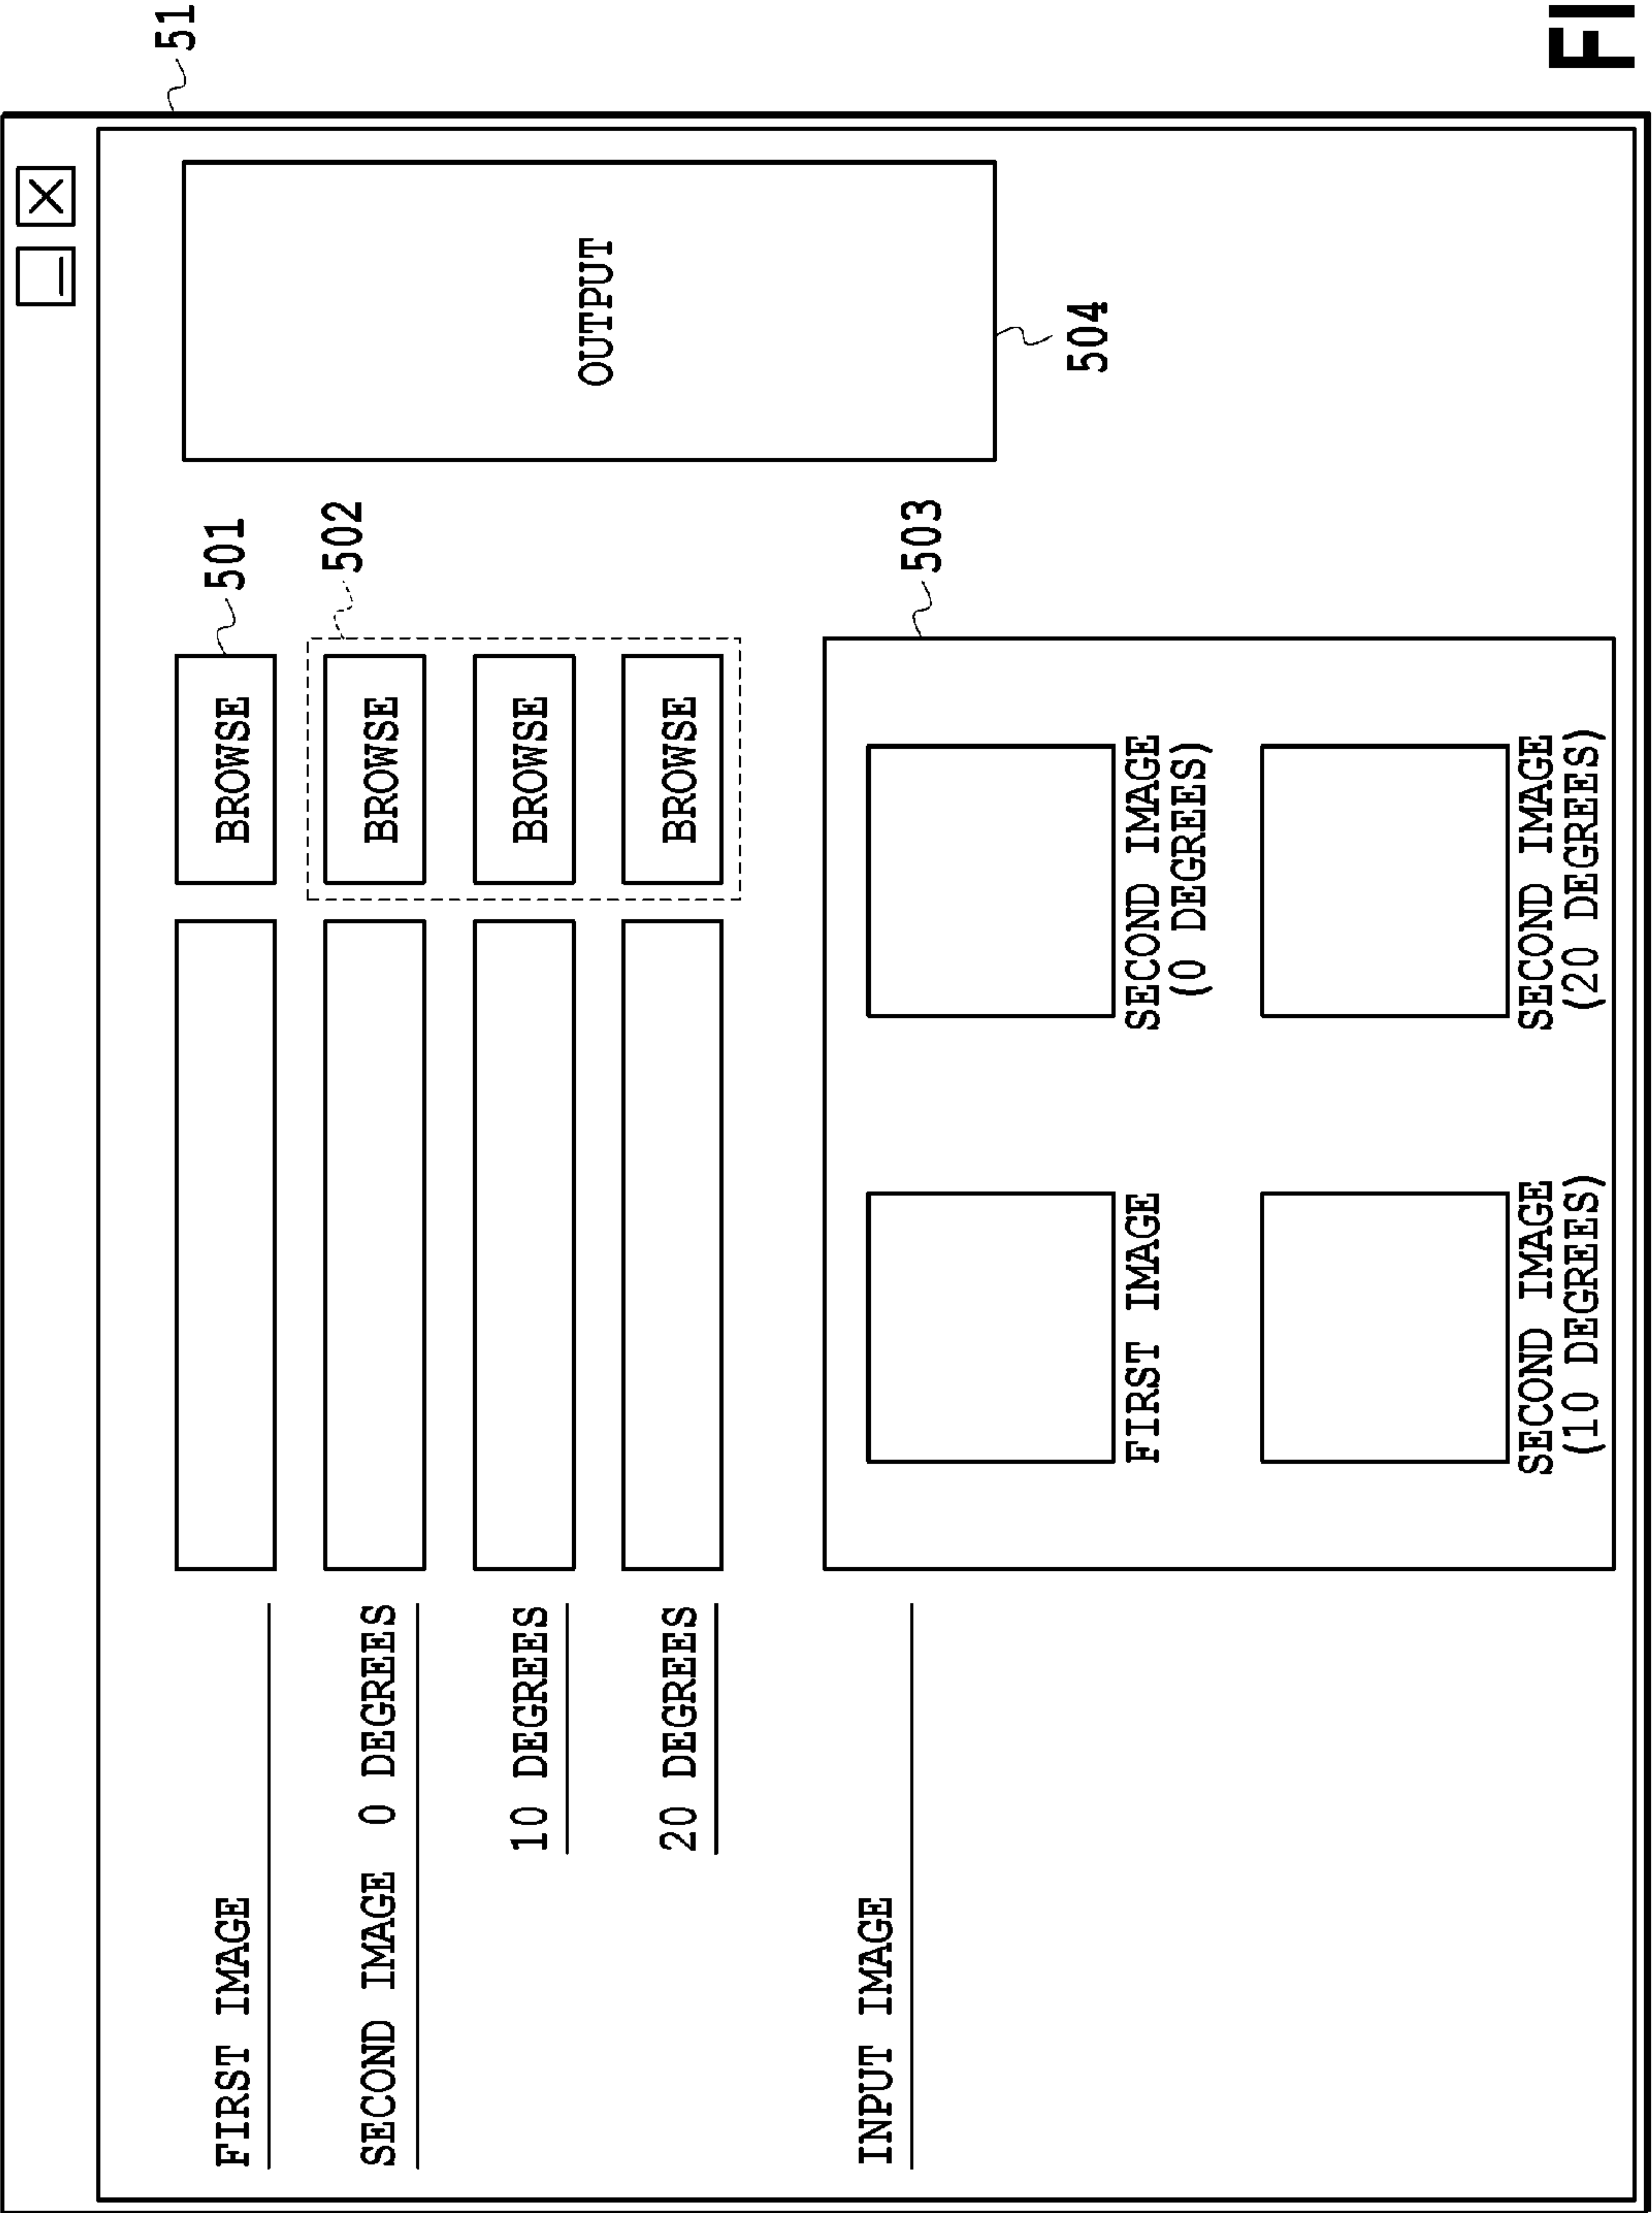 51
FIRST IMAGE
BROWSE
501
SECOND IMAGE 0 DEGREES
BROWSE
502
10 DEGREES
BROWSE
20 DEGREES
BROWSE
OUTPUT
504
INPUT IMAGE
503
FIRST IMAGE
SECOND IMAGE
(0 DEGREES)
SECOND IMAGE
(10 DEGREES)
SECOND IMAGE
(20 DEGREES)
FI